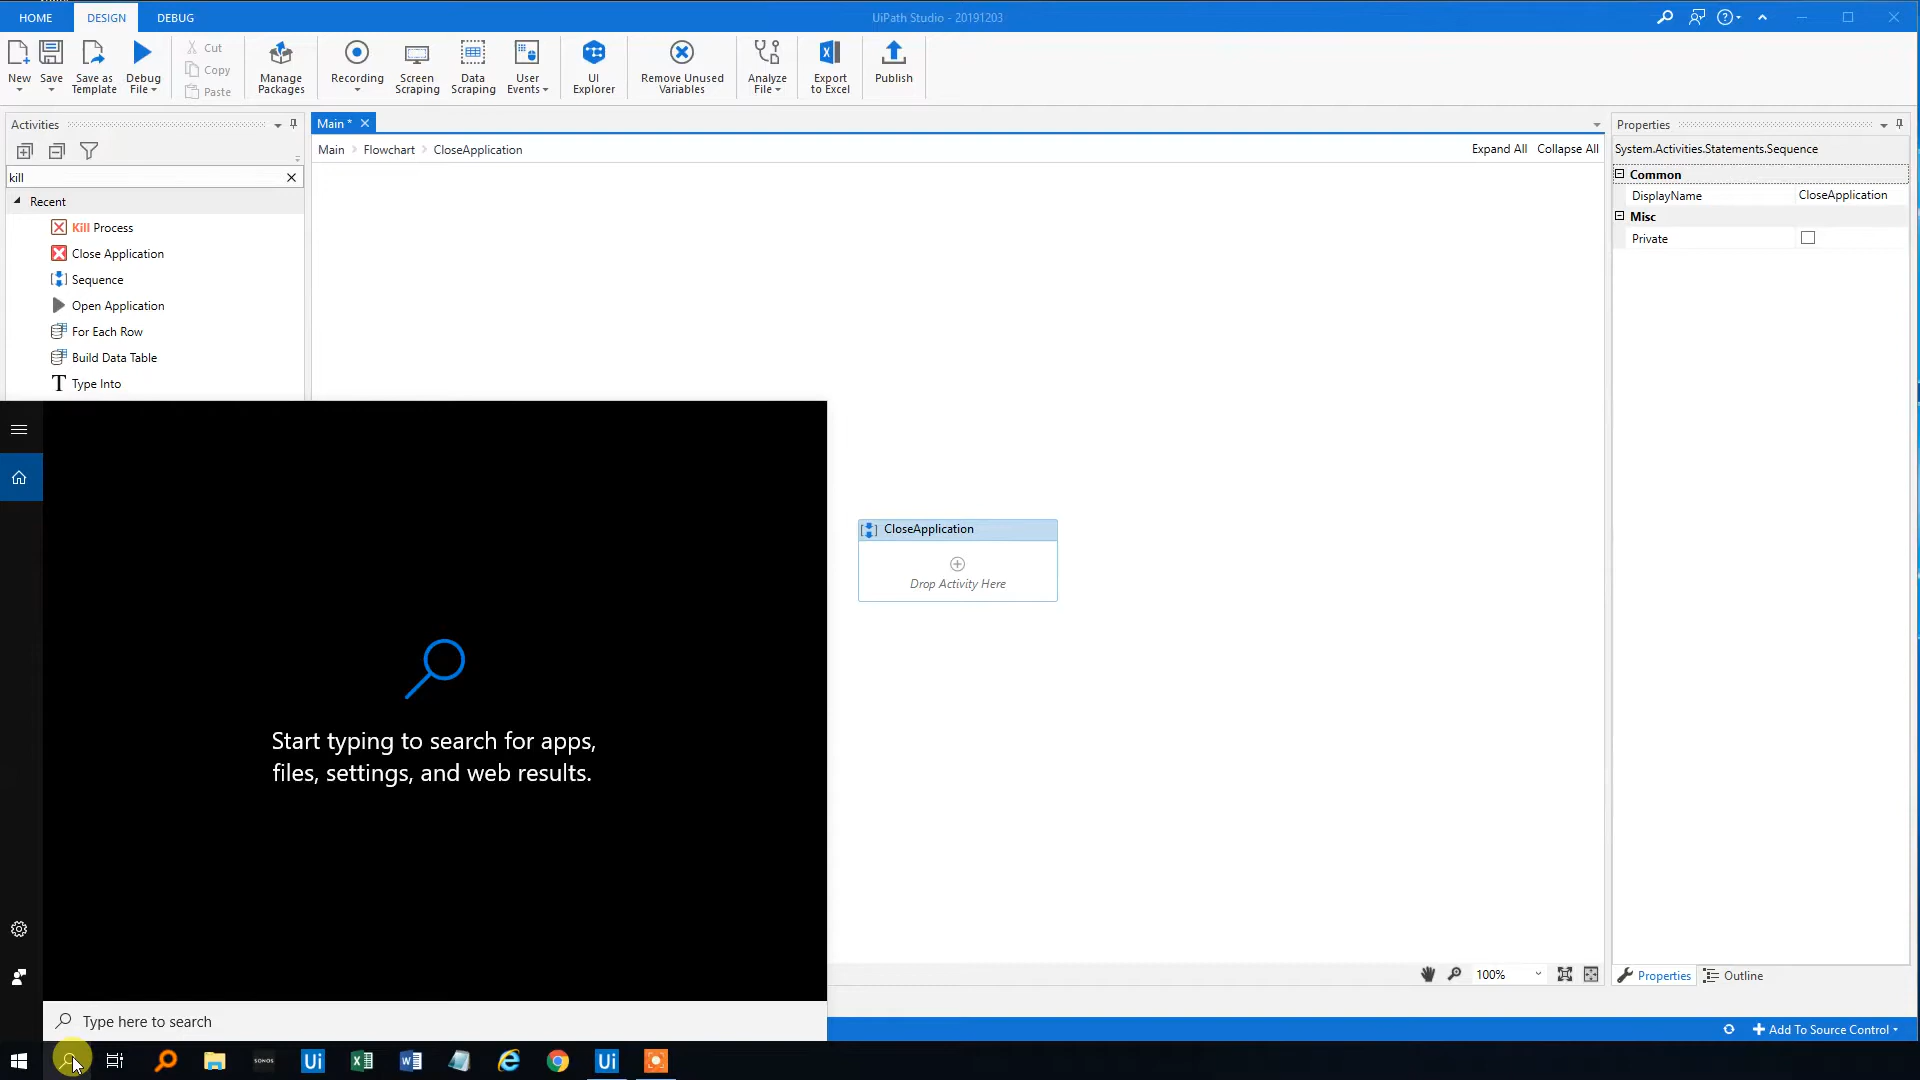 HOME
DESIGN
DEBUG
UiPath Studio - 20191203
New
Save
Save as
Template
Debug
File
Cut
Copy
Paste
Manage
Packages
Recording
Screen
Scraping
Data
Scraping
User
Events
UI
Explorer
Remove Unused
Variables
Analyze
File
Export
to Excel
Publish
Activities
Main *
Properties
Main
Flowchart
CloseApplication
Expand All
Collapse All
System.Activities.Statements.Sequence
kill
Common
DisplayName
CloseApplication
Recent
Misc
Kill Process
Private
Close Application
Sequence
Open Application
For Each Row
Build Data Table
Type Into
CloseApplication
Drop Activity Here
Start typing to search for apps,
files, settings, and web results.
100%
Properties
Outline
Type here to search
Add To Source Control
SONOS
Ui
Ui